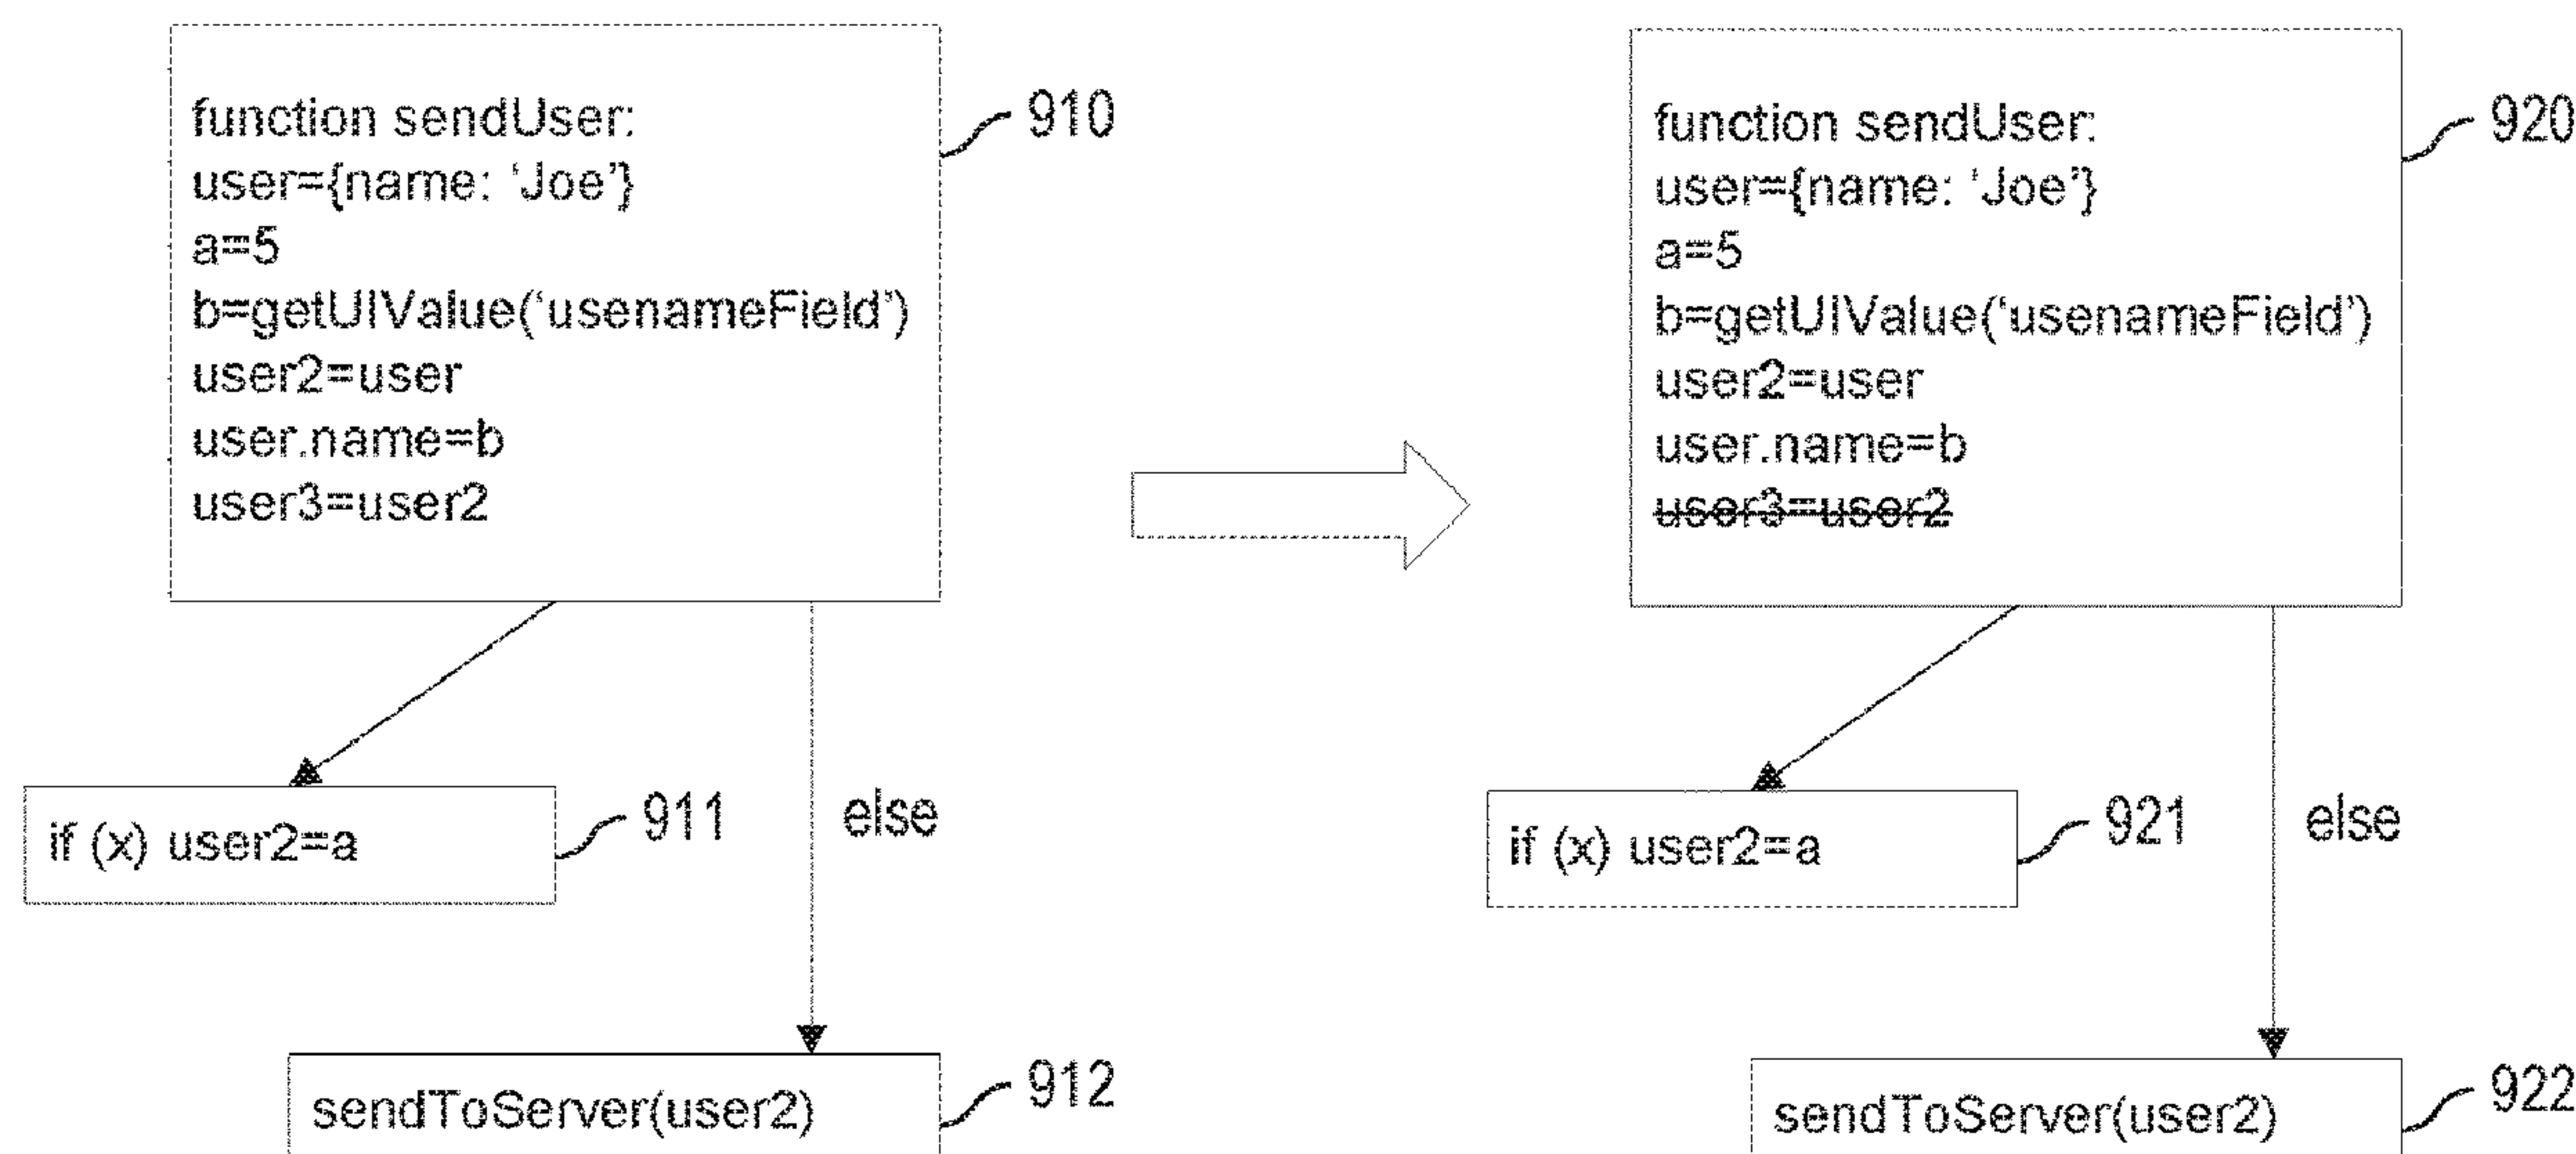 function sendUser:
user={name: 'Joe'}
a=5
b=getUIValue('usenameField')
user2=user
user.name=b
user3=user2
910
if (x) user2=a
911
else
sendToServer(user2)
912
function sendUser:
user={name: 'Joe'}
a=5
b=getUIValue('usenameField')
user2=user
user.name=b
user3=user2
920
if (x) user2=a
921
else
sendToServer(user2)
922